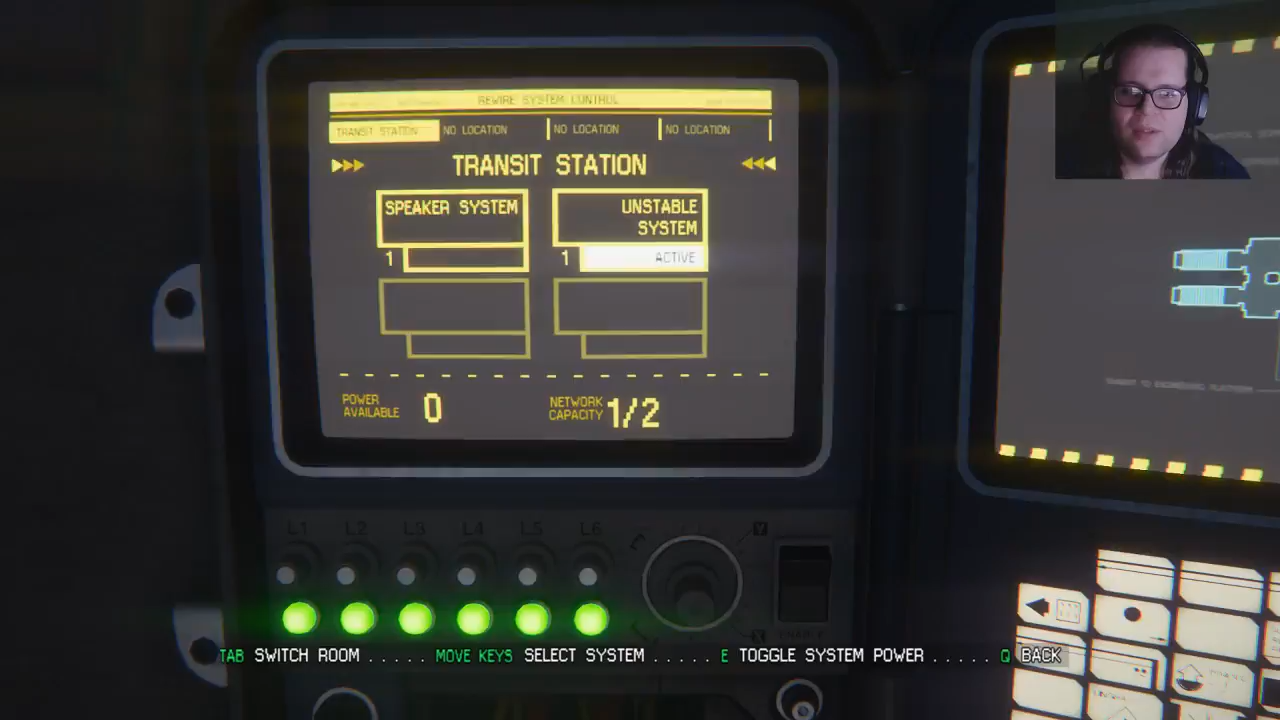 REWIRE SYSTEM CONTROL
TRANSIT STATION NO LOCATION NO LOCATION NO LOCATION
TRANSIT STATION
SPEAKER SYSTEM
UNSTABLE
SYSTEM
1
1 ACTIVE
POWER
AVAILABLE 0
NETWORK
CAPACITY 1/2
L1 L2 L3 L4 L5 L6
Y
X
TAB SWITCH ROOM ..... MOVE KEYS SELECT SYSTEM ..... E TOGGLE SYSTEM POWER ..... Q BACK